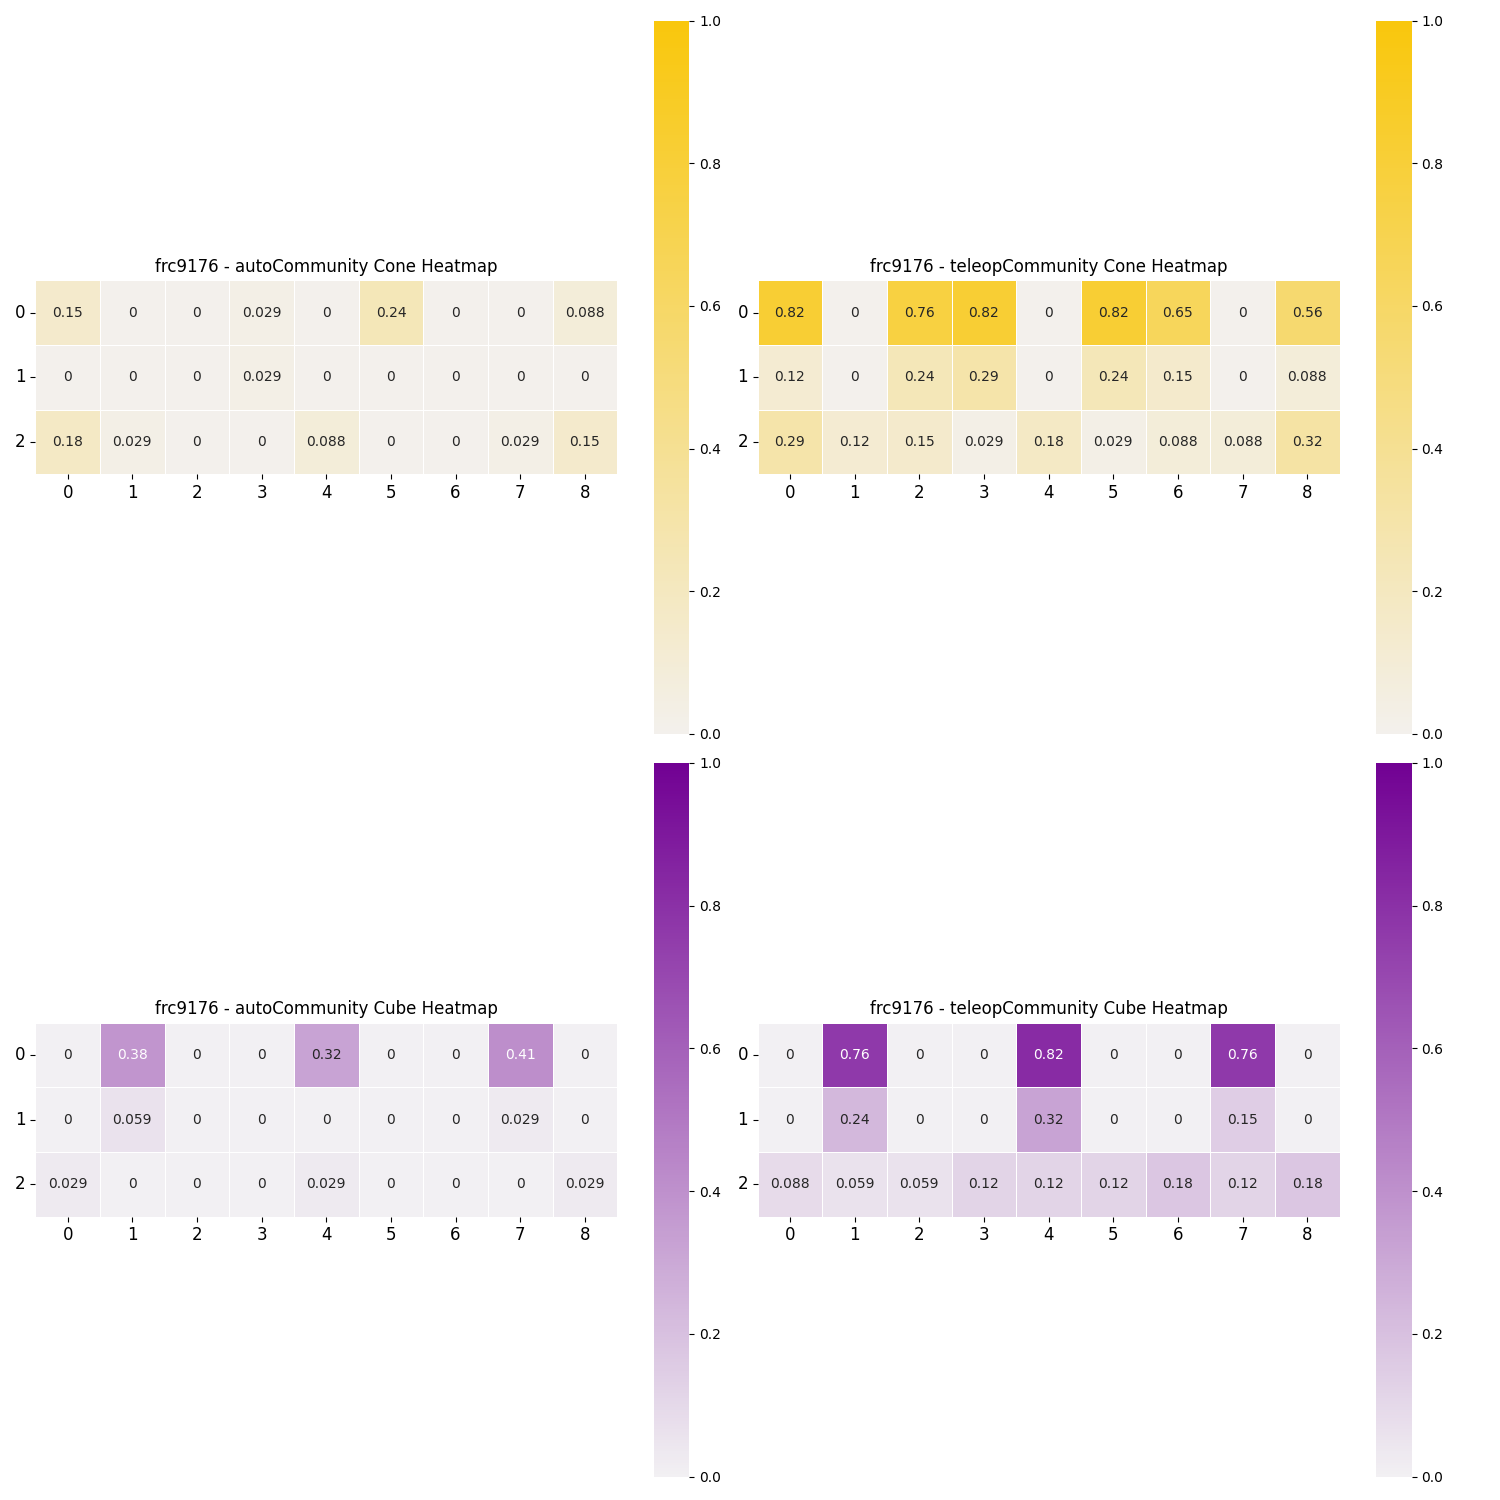 frc9176 - autoCommunity Cone Heatmap
0 0.15 0 0 0.029 0 0.24 0 0 0.088
1 0 0 0 0.029 0 0 0 0 0
2 0.18 0.029 0 0 0.088 0 0 0.029 0.15
0 1 2 3 4 5 6 7 8
1.0
0.8
0.6
0.4
0.2
0.0
frc9176 - teleopCommunity Cone Heatmap
0 0.82 0 0.76 0.82 0 0.82 0.65 0 0.56
1 0.12 0 0.24 0.29 0 0.24 0.15 0 0.088
2 0.29 0.12 0.15 0.029 0.18 0.029 0.088 0.088 0.32
0 1 2 3 4 5 6 7 8
1.0
0.8
0.6
0.4
0.2
0.0
frc9176 - autoCommunity Cube Heatmap
0 0 0.38 0 0 0.32 0 0 0.41 0
1 0 0.059 0 0 0 0 0 0.029 0
2 0.029 0 0 0 0.029 0 0 0 0.029
0 1 2 3 4 5 6 7 8
1.0
0.8
0.6
0.4
0.2
0.0
frc9176 - teleopCommunity Cube Heatmap
0 0 0.76 0 0 0.82 0 0 0.76 0
1 0 0.24 0 0 0.32 0 0 0.15 0
2 0.088 0.059 0.059 0.12 0.12 0.12 0.18 0.12 0.18
0 1 2 3 4 5 6 7 8
1.0
0.8
0.6
0.4
0.2
0.0